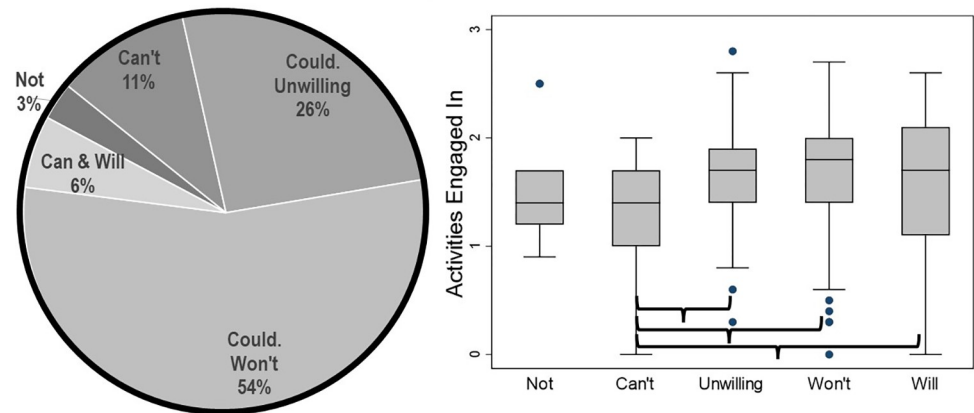 Can't
11%
Could.
Unwilling
26%
Not
3%
Can & Will
6%
Could.
Won't
54%
Activities Engaged In
3
2
1
0
Not
Can't
Unwilling
Won't
Will